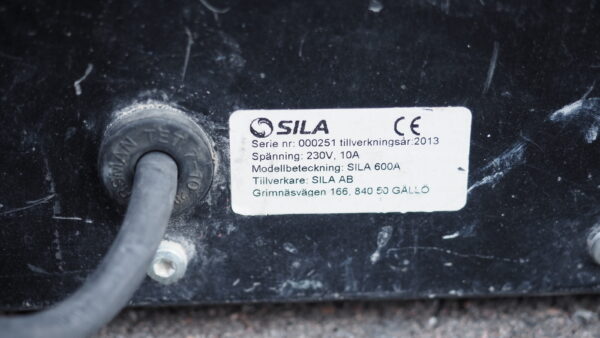 SILA CE
Serie nr: 000251 tillverkningsår:2013
Spänning: 230V, 10A
Modellbeteckning: SILA 600A
Tillverkare: SILA AB
Grimnäsvägen 166, 840 50 GÄLLÖ